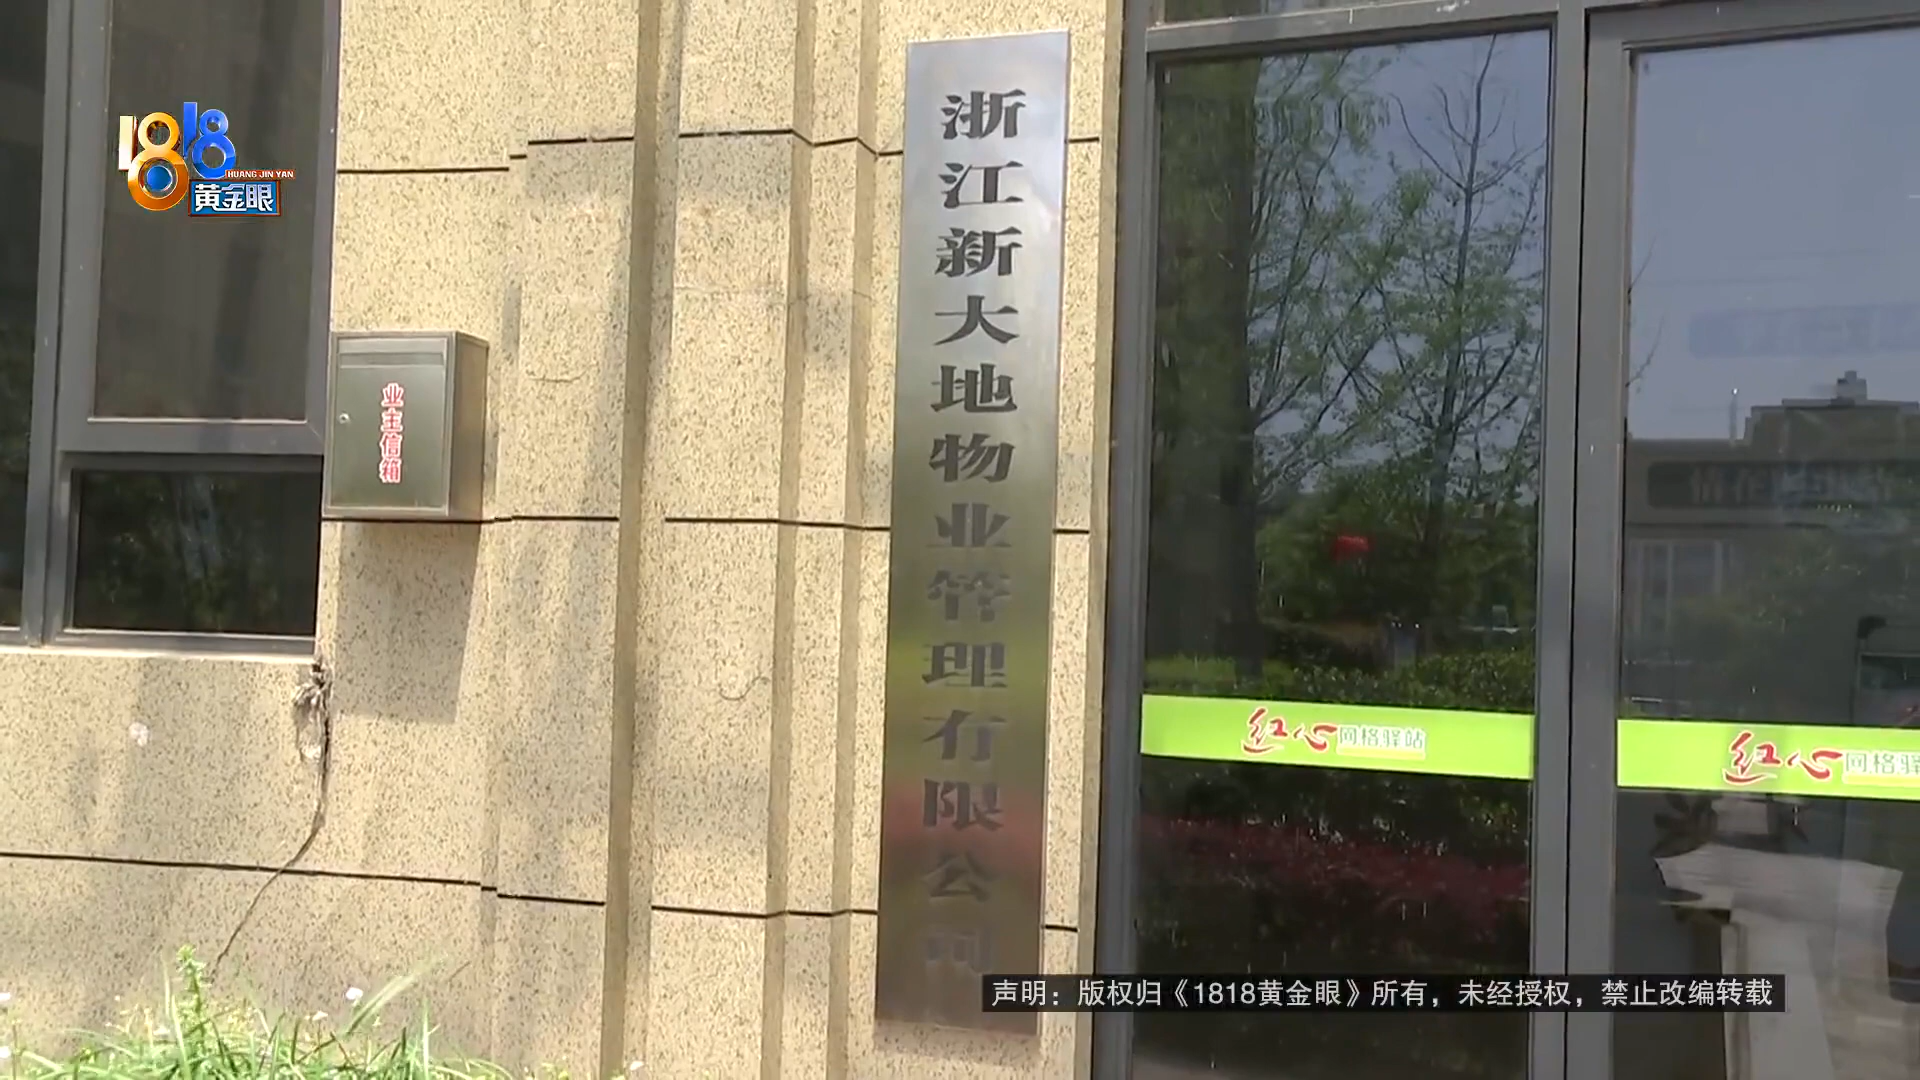 1818
HUANG JIN YAN
黄金眼
业主信箱
浙江新大地物业管理有限公司
红心网格驿站
红心网格驿
声明：版权归《1818黄金眼》所有，未经授权，禁止改编转载